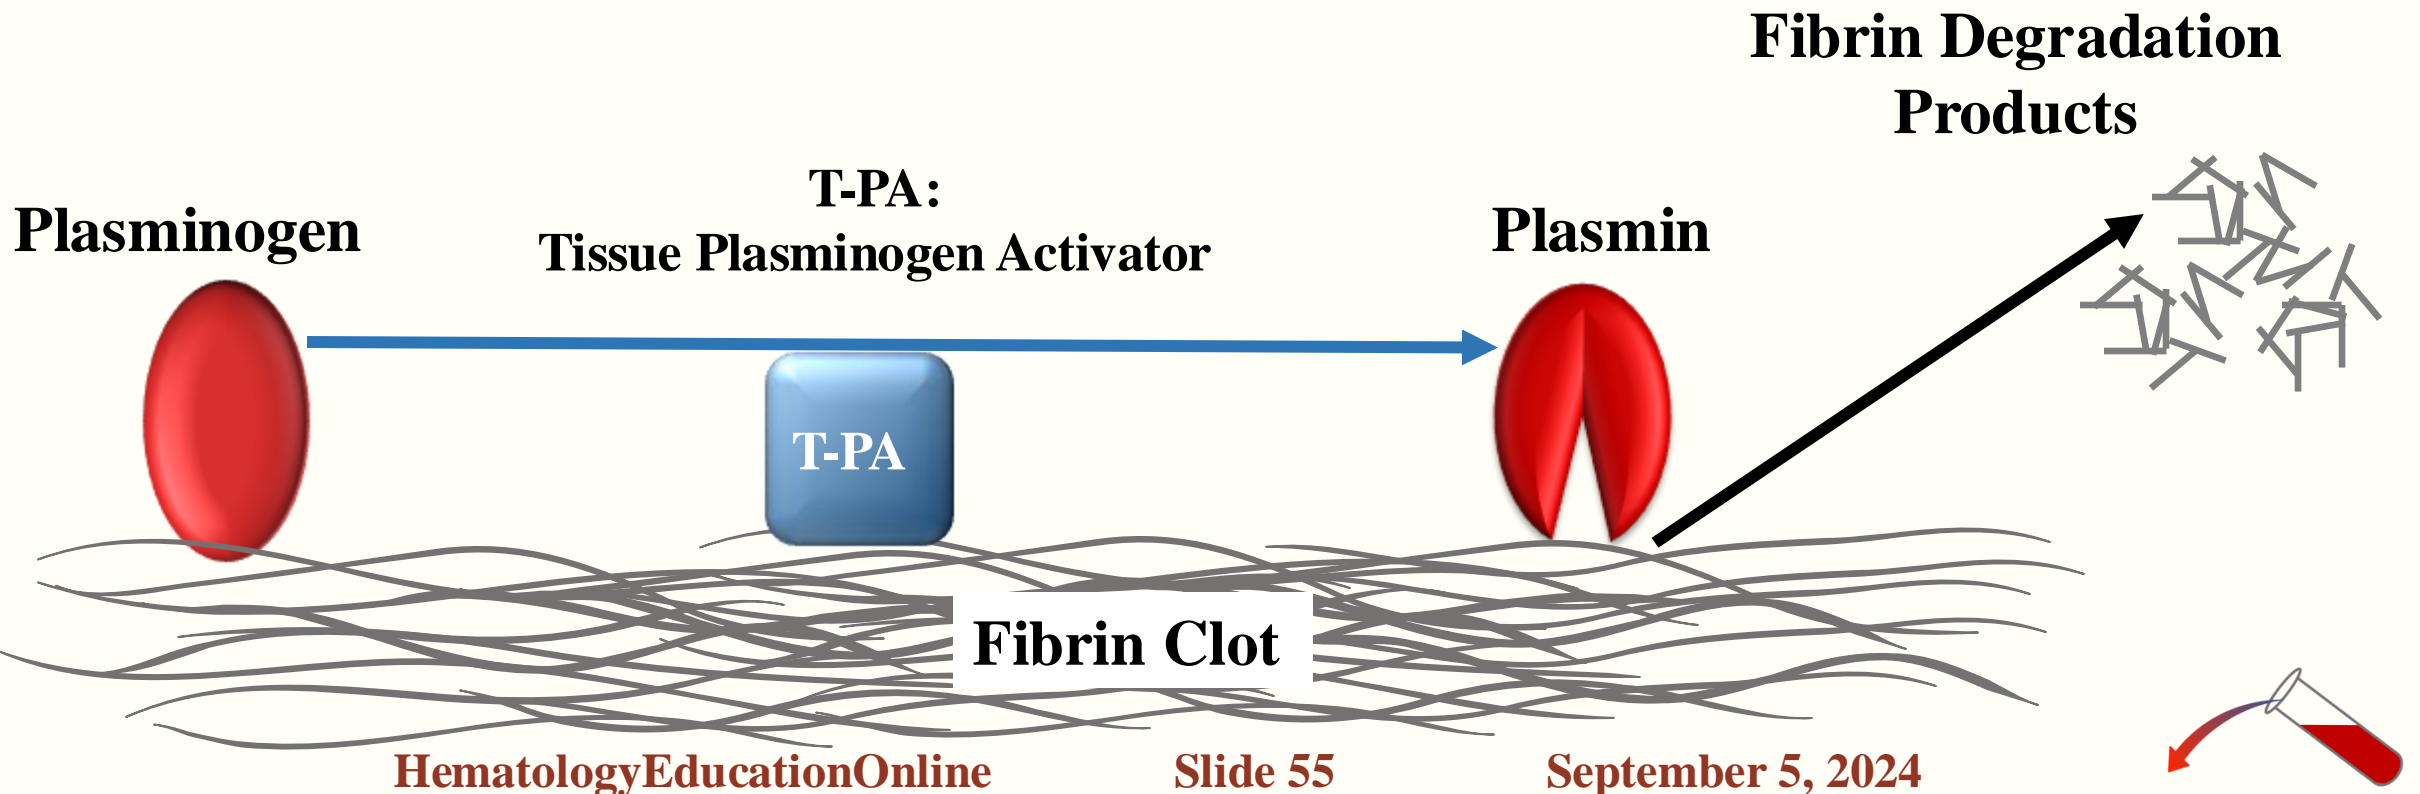 Fibrin Degradation
Products
T-PA:
Tissue Plasminogen Activator
Plasminogen
Plasmin
T-PA
Fibrin Clot
HematologyEducationOnline
Slide 55
September 5, 2024